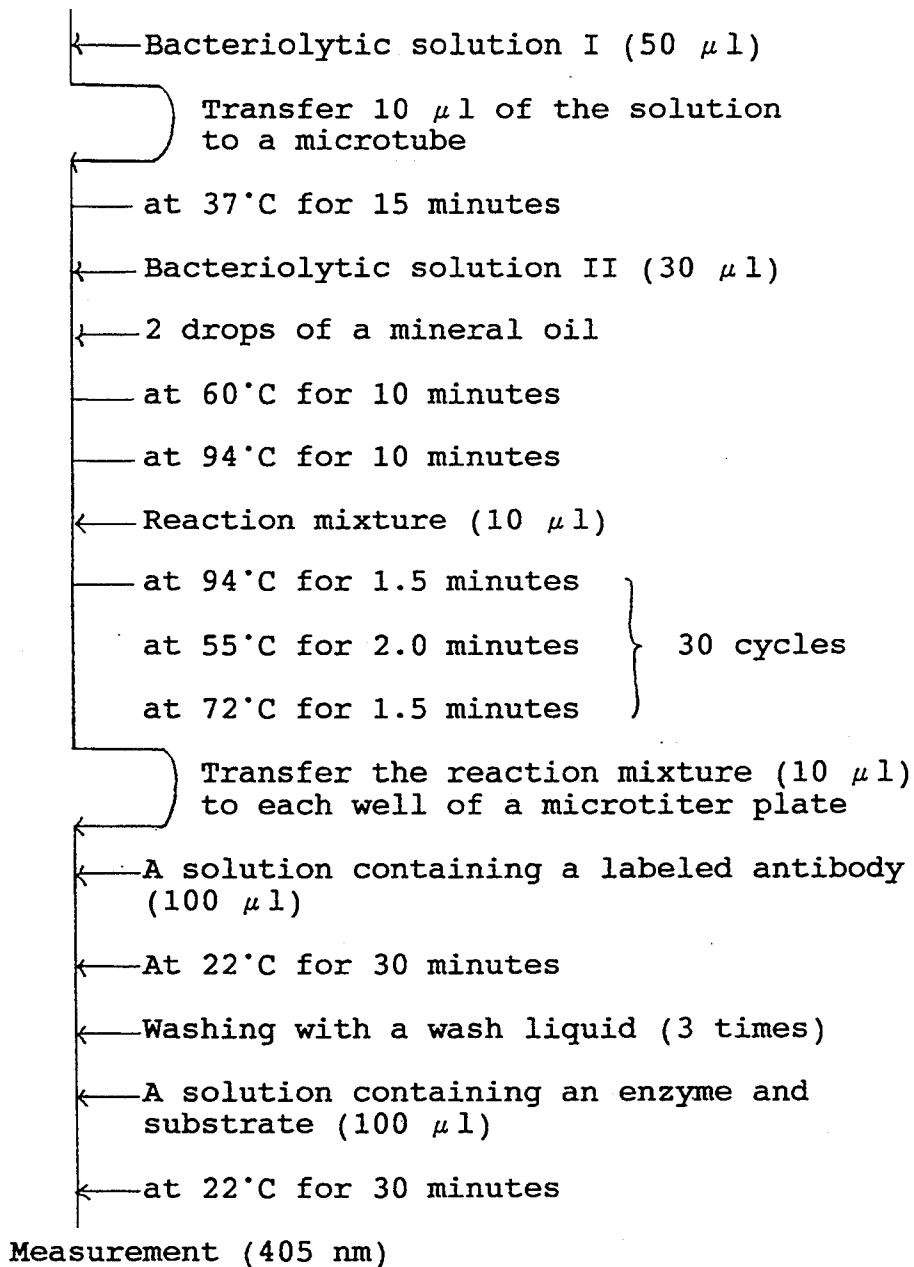 Bacteriolytic solution I (50 μl)
Transfer 10 μl of the solution
to a microtube
at 37°C for 15 minutes
Bacteriolytic solution II (30 μl)
2 drops of a mineral oil
at 60°C for 10 minutes
at 94°C for 10 minutes
Reaction mixture (10 μl)
at 94°C for 1.5 minutes
at 55°C for 2.0 minutes
30 cycles
at 72°C for 1.5 minutes
Transfer the reaction mixture (10 μl)
to each well of a microtiter plate
A solution containing a labeled antibody
(100 μl)
At 22°C for 30 minutes
Washing with a wash liquid (3 times)
A solution containing an enzyme and
substrate (100 μl)
at 22°C for 30 minutes
Measurement (405 nm)